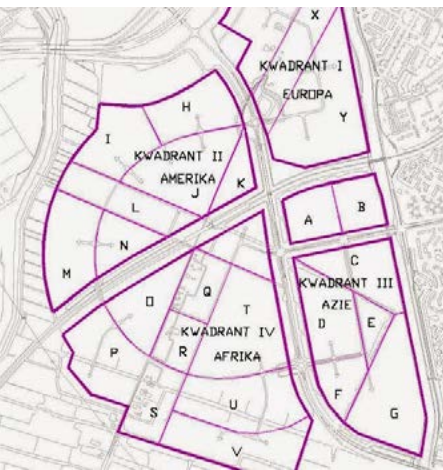 X
KWADRANT I
EUROPA
Y
H
I
KWADRANT II
AMERIKA
J
K
L
N
M
A
B
C
KWADRANT III
AZIE
D
E
F
G
O
Q
T
KWADRANT IV
AFRIKA
P
R
S
U
V